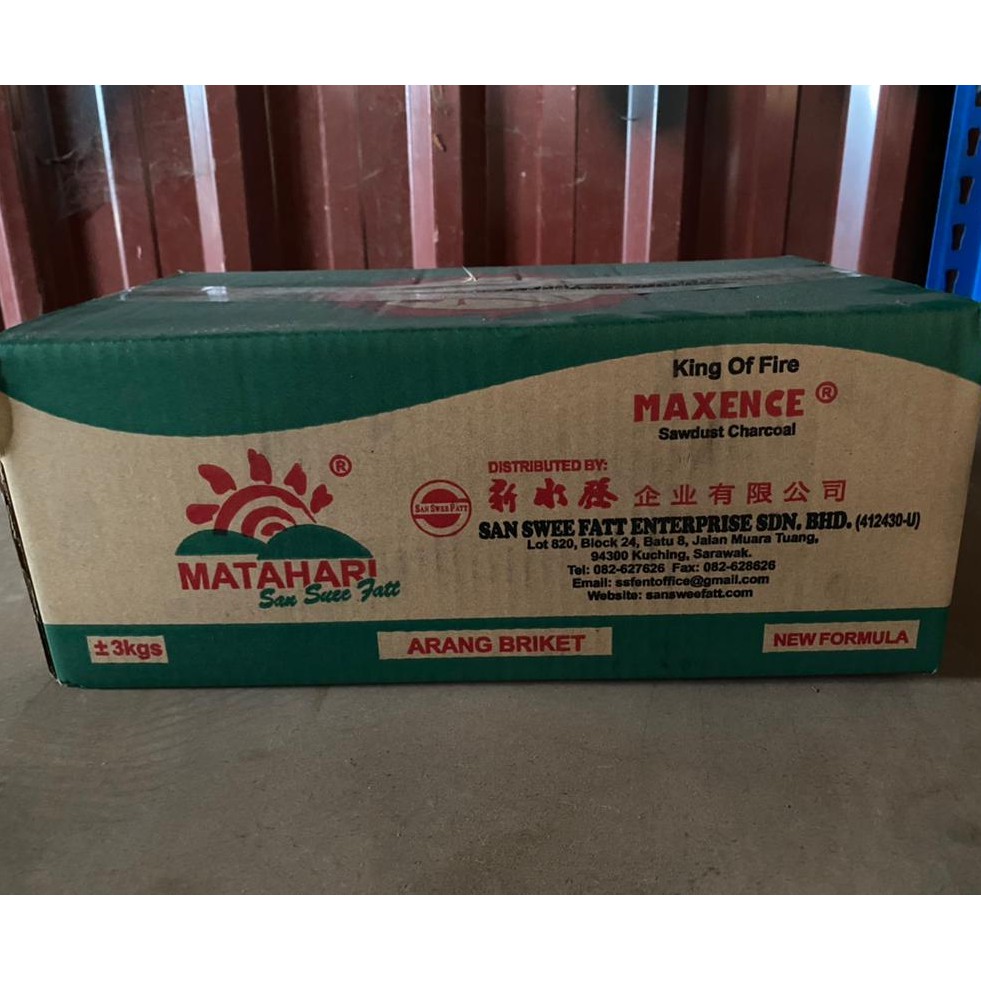 King Of Fire
MAXENCE ®
Sawdust Charcoal
®
MATAHARI
San Suee Fatt
DISTRIBUTED BY:
SAN SWEE FATT
新水發企业有限公司
SAN SWEE FATT ENTERPRISE SDN. BHD. (412430-U)
Lot 820, Block 24, Batu 8, Jalan Muara Tuang,
94300 Kuching, Sarawak.
Tel: 082-627626 Fax: 082-628626
Email: ssfentoffice@gmail.com
Website: sansweefatt.com
±3kgs
ARANG BRIKET
NEW FORMULA